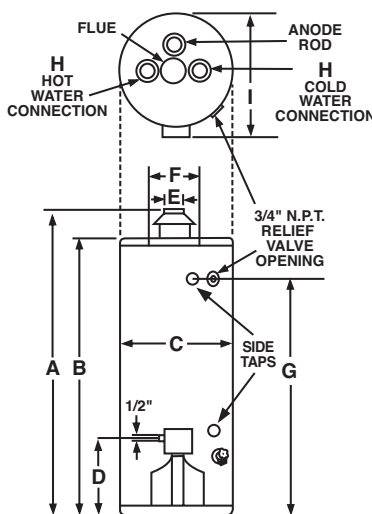 FLUE
ANODE
ROD
H
HOT
WATER
CONNECTION
H
COLD
WATER
CONNECTION
I
F
E
3/4" N.P.T.
RELIEF
VALVE
OPENING
A
B
C
SIDE
TAPS
G
1/2"
D